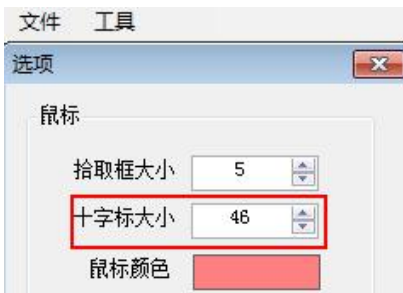 文件 工具
选项
鼠标
拾取框大小 5
十字标大小 46
鼠标颜色